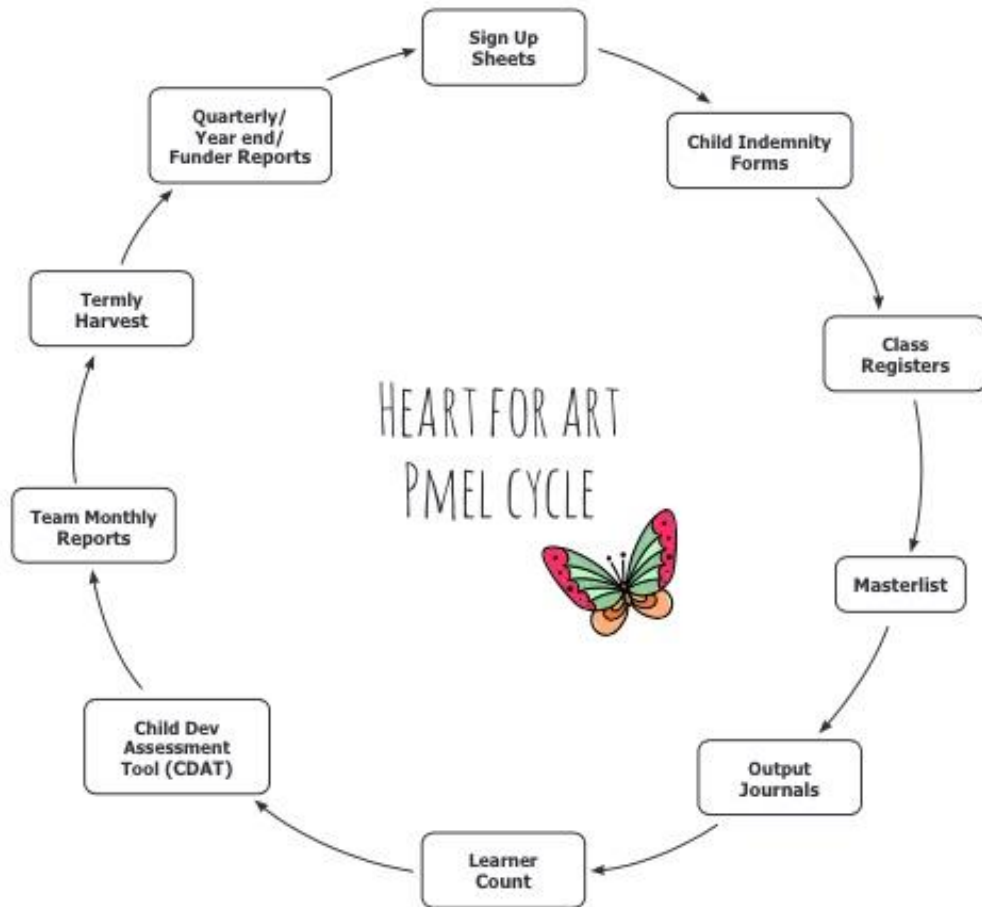 Sign Up
Sheets
Child Indemnity
Forms
Class
Registers
Masterlist
Output
Journals
Learner
Count
Child Dev
Assessment
Tool (CDAT)
Team Monthly
Reports
Termly
Harvest
Quarterly/
Year end/
Funder Reports
HEART FOR ART
PMEL CYCLE